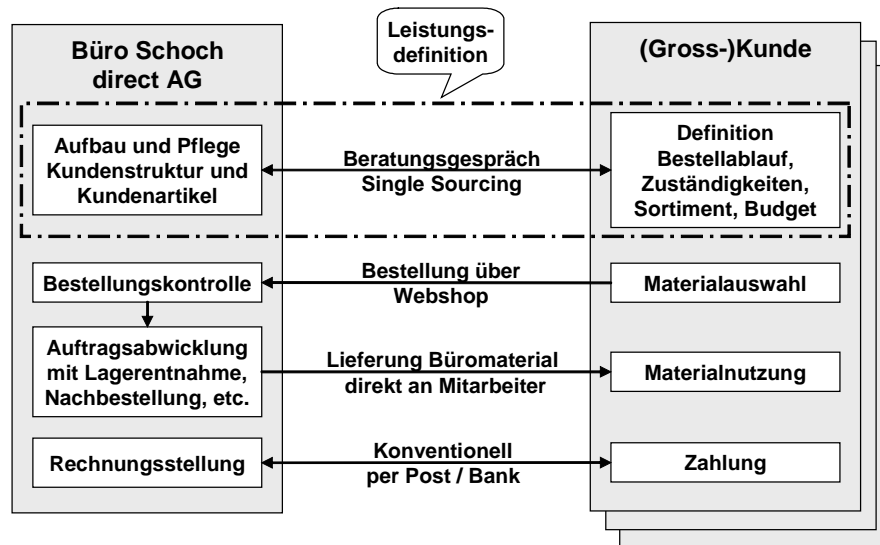 Leistungs-
definition
Büro Schoch
direct AG
(Gross-)Kunde
Aufbau und Pflege
Kundenstruktur und
Kundenartikel
Beratungsgespräch
Single Sourcing
Definition
Bestellablauf,
Zuständigkeiten,
Sortiment, Budget
Bestellungskontrolle
Bestellung über
Webshop
Materialauswahl
Auftragsabwicklung
mit Lagerentnahme,
Nachbestellung, etc.
Lieferung Büromaterial
direkt an Mitarbeiter
Materialnutzung
Rechnungsstellung
Konventionell
per Post / Bank
Zahlung